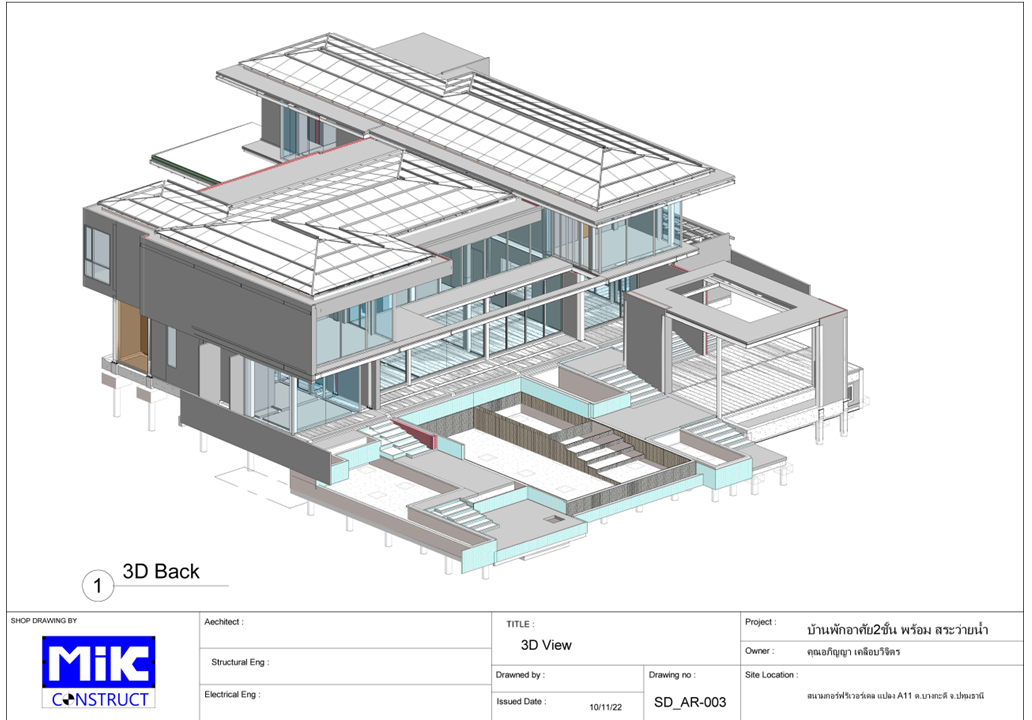 1
3D Back
SHOP DRAWING BY
MiK
CONSTRUCT
Aechitect :
Structural Eng :
Electrical Eng :
TITLE :
3D View
Drawned by :
Issued Date :
10/11/22
Drawing no :
SD_AR-003
Project :
บ้านพักอาศัย2ชั้น พร้อม สระว่ายน้ำ
Owner :
คุณอภิญญา เคลือบวิจิตร
Site Location :
สนามกอร์ฟริเวอร์เดล แปลง A11 ต.บางกะดี จ.ปทุมธานี